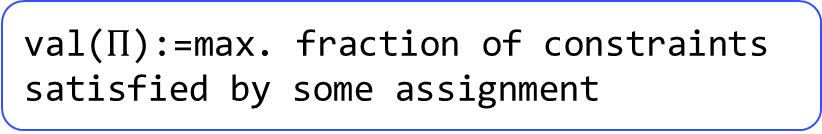 val(Π):=max. fraction of constraints
satisfied by some assignment